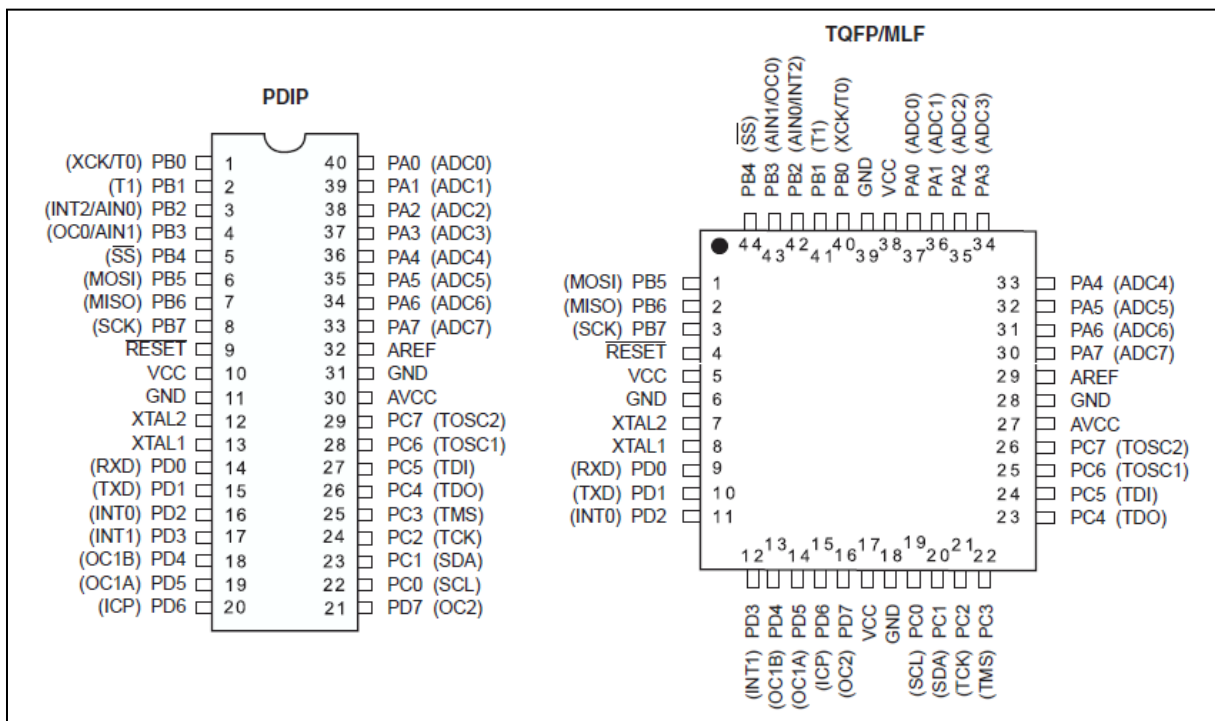 PDIP
(XCK/T0) PB0 1 40 PA0 (ADC0)
(T1) PB1 2 39 PA1 (ADC1)
(INT2/AIN0) PB2 3 38 PA2 (ADC2)
(OC0/AIN1) PB3 4 37 PA3 (ADC3)
(S̅S̅) PB4 5 36 PA4 (ADC4)
(MOSI) PB5 6 35 PA5 (ADC5)
(MISO) PB6 7 34 PA6 (ADC6)
(SCK) PB7 8 33 PA7 (ADC7)
R̅E̅S̅E̅T̅ 9 32 AREF
VCC 10 31 GND
GND 11 30 AVCC
XTAL2 12 29 PC7 (TOSC2)
XTAL1 13 28 PC6 (TOSC1)
(RXD) PD0 14 27 PC5 (TDI)
(TXD) PD1 15 26 PC4 (TDO)
(INT0) PD2 16 25 PC3 (TMS)
(INT1) PD3 17 24 PC2 (TCK)
(OC1B) PD4 18 23 PC1 (SDA)
(OC1A) PD5 19 22 PC0 (SCL)
(ICP) PD6 20 21 PD7 (OC2)
TQFP/MLF
PB4 (S̅S̅)
PB3 (AIN1/OC0)
PB2 (AIN0/INT2)
PB1 (T1)
PB0 (XCK/T0)
GND
VCC
PA0 (ADC0)
PA1 (ADC1)
PA2 (ADC2)
PA3 (ADC3)
44 43 42 41 40 39 38 37 36 35 34
(MOSI) PB5 1 33 PA4 (ADC4)
(MISO) PB6 2 32 PA5 (ADC5)
(SCK) PB7 3 31 PA6 (ADC6)
R̅E̅S̅E̅T̅ 4 30 PA7 (ADC7)
VCC 5 29 AREF
GND 6 28 GND
XTAL2 7 27 AVCC
XTAL1 8 26 PC7 (TOSC2)
(RXD) PD0 9 25 PC6 (TOSC1)
(TXD) PD1 10 24 PC5 (TDI)
(INT0) PD2 11 23 PC4 (TDO)
12 13 14 15 16 17 18 19 20 21 22
(INT1) PD3
(OC1B) PD4
(OC1A) PD5
(ICP) PD6
(OC2) PD7
VCC
GND
(SCL) PC0
(SDA) PC1
(TCK) PC2
(TMS) PC3